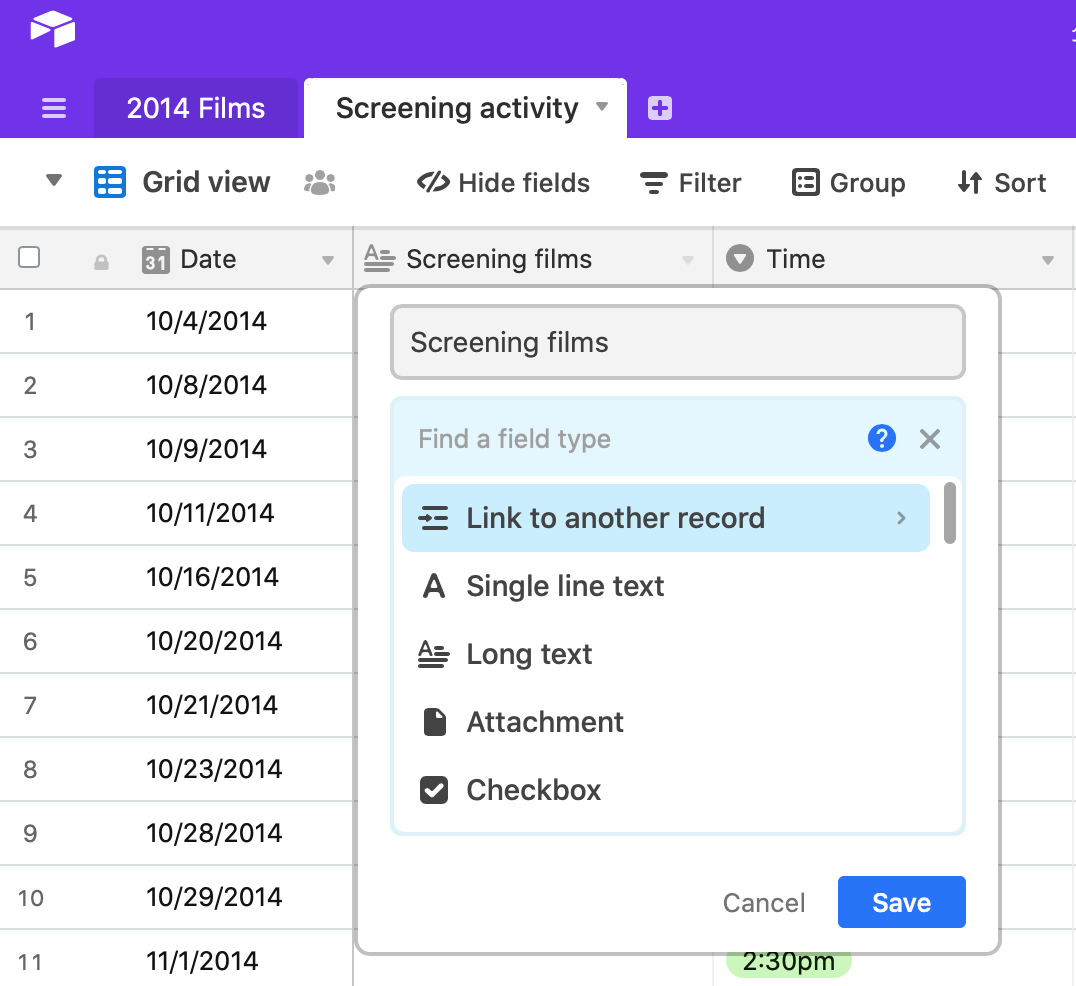 2014 Films
Screening activity
Grid view
Hide fields
Filter
Group
Sort
31 Date
A Screening films
Time
1 10/4/2014
2 10/8/2014
3 10/9/2014
4 10/11/2014
5 10/16/2014
6 10/20/2014
7 10/21/2014
8 10/23/2014
9 10/28/2014
10 10/29/2014
11 11/1/2014
Screening films
Find a field type ?
Link to another record
A Single line text
A Long text
Attachment
Checkbox
Cancel
Save
2:30pm